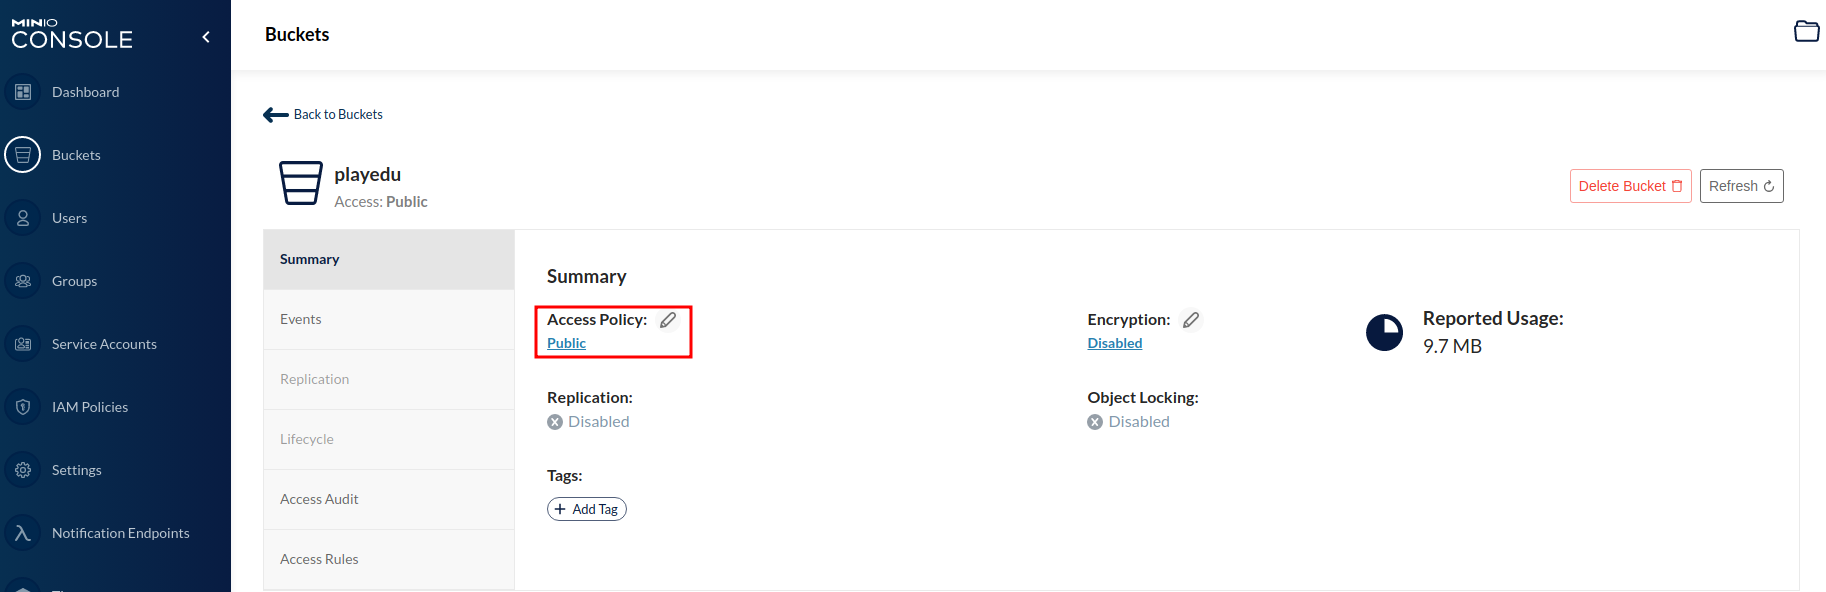 MINIO
CONSOLE
Buckets
Dashboard
Buckets
Users
Groups
Service Accounts
IAM Policies
Settings
Notification Endpoints
Back to Buckets
playedu
Access: Public
Delete Bucket
Refresh
Summary
Events
Replication
Lifecycle
Access Audit
Access Rules
Summary
Access Policy:
Public
Encryption:
Disabled
Reported Usage:
9.7 MB
Replication:
Disabled
Object Locking:
Disabled
Tags:
+ Add Tag